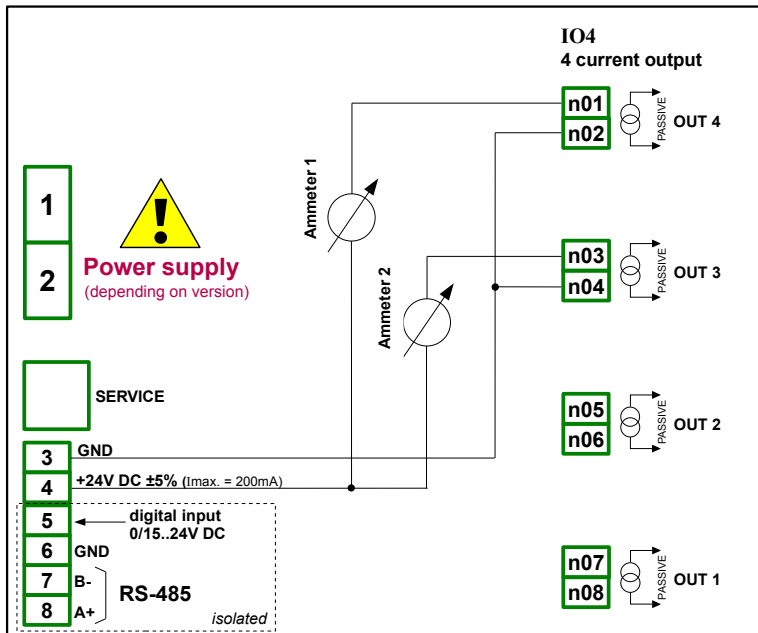 IO4
4 current output
n01
n02
PASSIVE
OUT 4
Ammeter 1
1
2
Power supply
(depending on version)
n03
n04
PASSIVE
OUT 3
Ammeter 2
SERVICE
n05
n06
PASSIVE
OUT 2
3 GND
4 +24V DC ±5% (Imax. = 200mA)
5 digital input
0/15..24V DC
6 GND
7 B-
RS-485
8 A+
isolated
n07
n08
PASSIVE
OUT 1